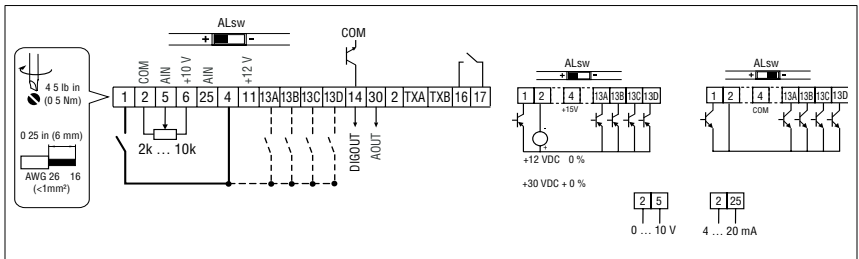 ALsw
+ -
COM
AIN
+10 V
AIN
+12 V
COM
4 5 lb in
(0 5 Nm)
0 25 in (6 mm)
AWG 26 16
(<1mm²)
1 2 5 6 25 4 11 13A 13B 13C 13D 14 30 2 TXA TXB 16 17
2k ... 10k
DIGOUT
AOUT
ALsw
+ -
1 2 4 13A 13B 13C 13D
+15V
+12 VDC 0 %
+30 VDC + 0 %
ALsw
+ -
1 2 4 13A 13B 13C 13D
COM
2 5
0 ... 10 V
2 25
4 ... 20 mA